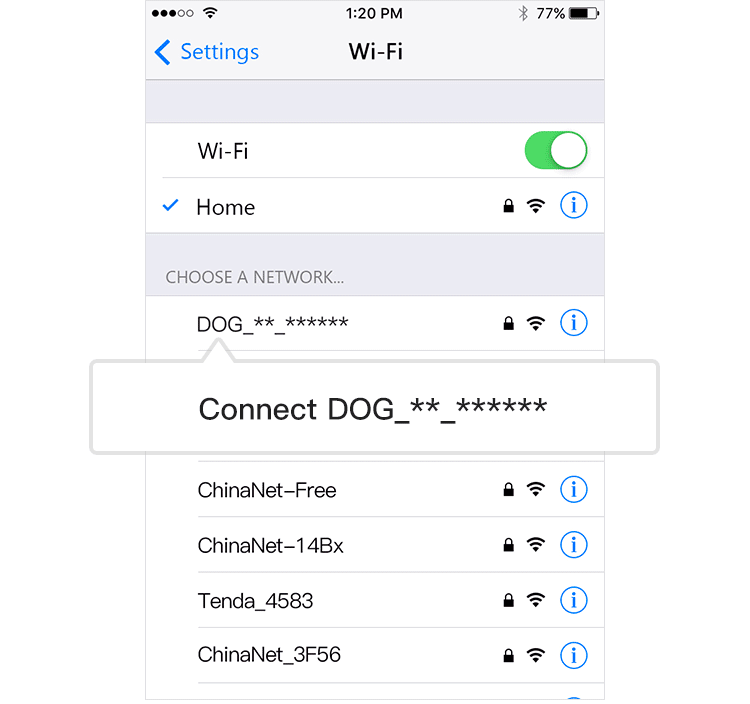 1:20 PM
77%
Settings
Wi-Fi
Wi-Fi
Home
CHOOSE A NETWORK...
DOG_**_******
Connect DOG_**_******
ChinaNet-Free
ChinaNet-14Bx
Tenda_4583
ChinaNet_3F56